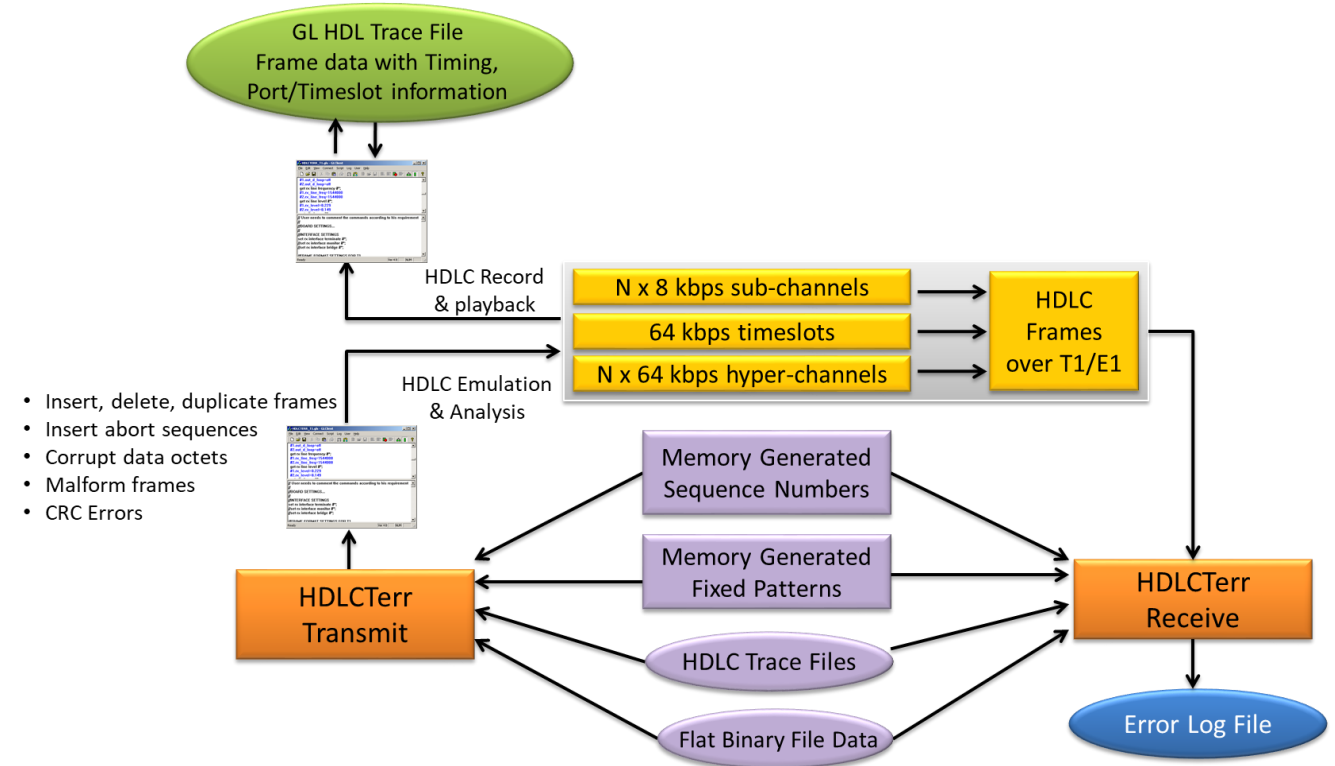 GL HDL Trace File
Frame data with Timing,
Port/Timeslot information
HDLC Record
& playback
N x 8 kbps sub-channels
64 kbps timeslots
N x 64 kbps hyper-channels
HDLC
Frames
over T1/E1
HDLC Emulation
& Analysis
• Insert, delete, duplicate frames
• Insert abort sequences
• Corrupt data octets
• Malform frames
• CRC Errors
Memory Generated
Sequence Numbers
Memory Generated
Fixed Patterns
HDLC Trace Files
Flat Binary File Data
HDLCTerr
Transmit
HDLCTerr
Receive
Error Log File